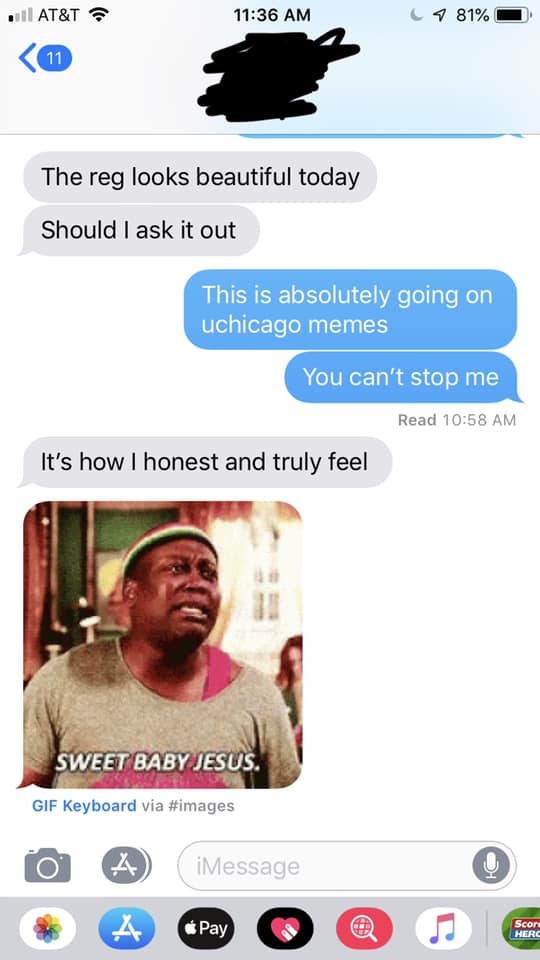 AT&T 11:36 AM 81%
11
The reg looks beautiful today
Should I ask it out
This is absolutely going on
uchicago memes
You can’t stop me
Read 10:58 AM
It’s how I honest and truly feel
SWEET BABY JESUS.
GIF Keyboard via #images
iMessage
Pay
Score
HERO